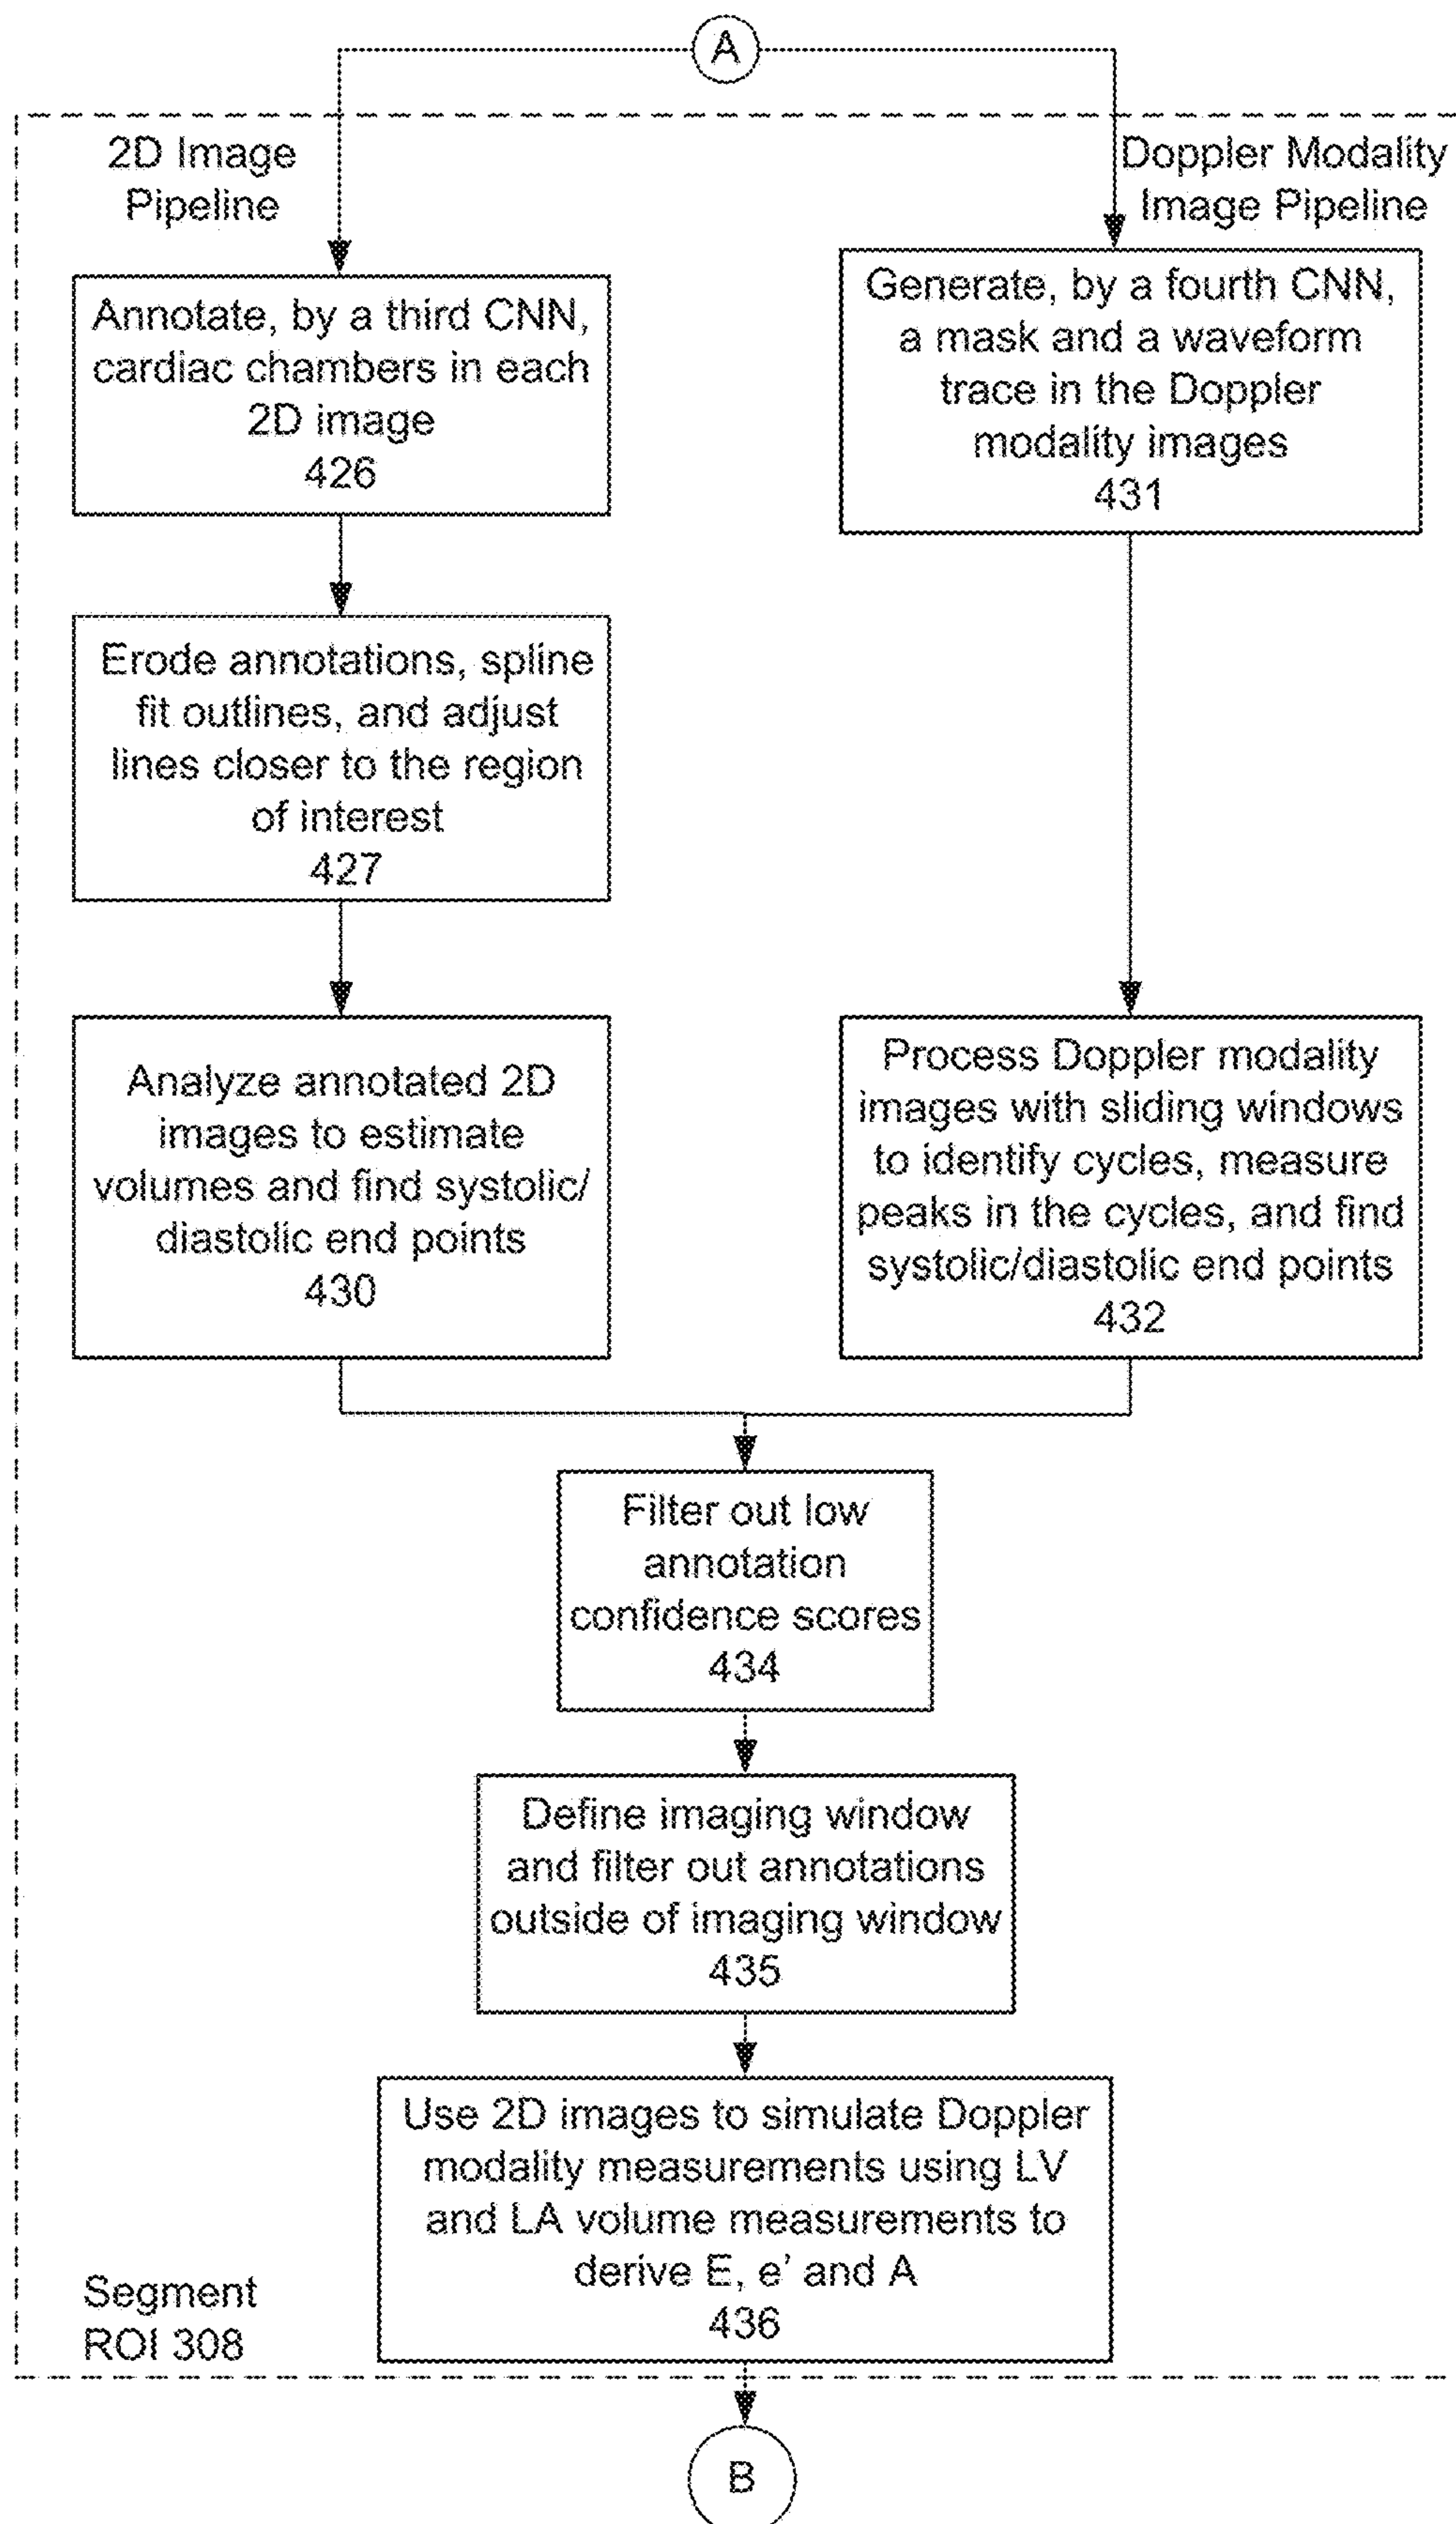 A
2D Image
Pipeline
Doppler Modality
Image Pipeline
Annotate, by a third CNN,
cardiac chambers in each
2D image
426
Generate, by a fourth CNN,
a mask and a waveform
trace in the Doppler
modality images
431
Erode annotations, spline
fit outlines, and adjust
lines closer to the region
of interest
427
Analyze annotated 2D
images to estimate
volumes and find systolic/
diastolic end points
430
Process Doppler modality
images with sliding windows
to identify cycles, measure
peaks in the cycles, and find
systolic/diastolic end points
432
Filter out low
annotation
confidence scores
434
Define imaging window
and filter out annotations
outside of imaging window
435
Use 2D images to simulate Doppler
modality measurements using LV
and LA volume measurements to
derive E, e’ and A
436
Segment
ROI 308
B